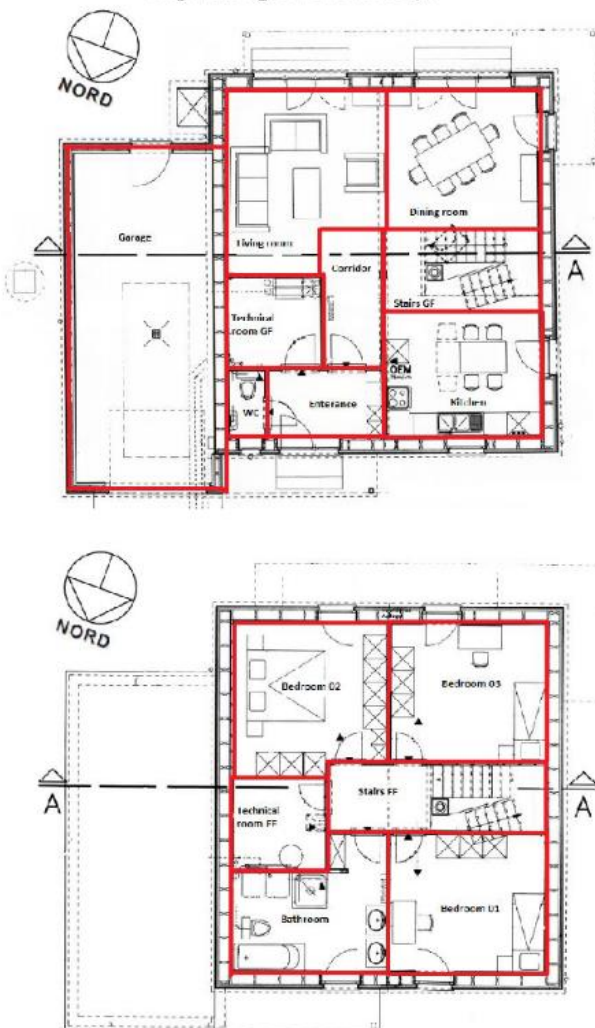 NORD
Garage
Living room
Dining room
Corridor
A
Stairs GF
Technical
room GF
OEM
WC
Enterance
Kitchen
NORD
Bedroom 02
Bedroom 03
A
Stairs FF
A
Technical
room FF
Bathroom
Bedroom 01